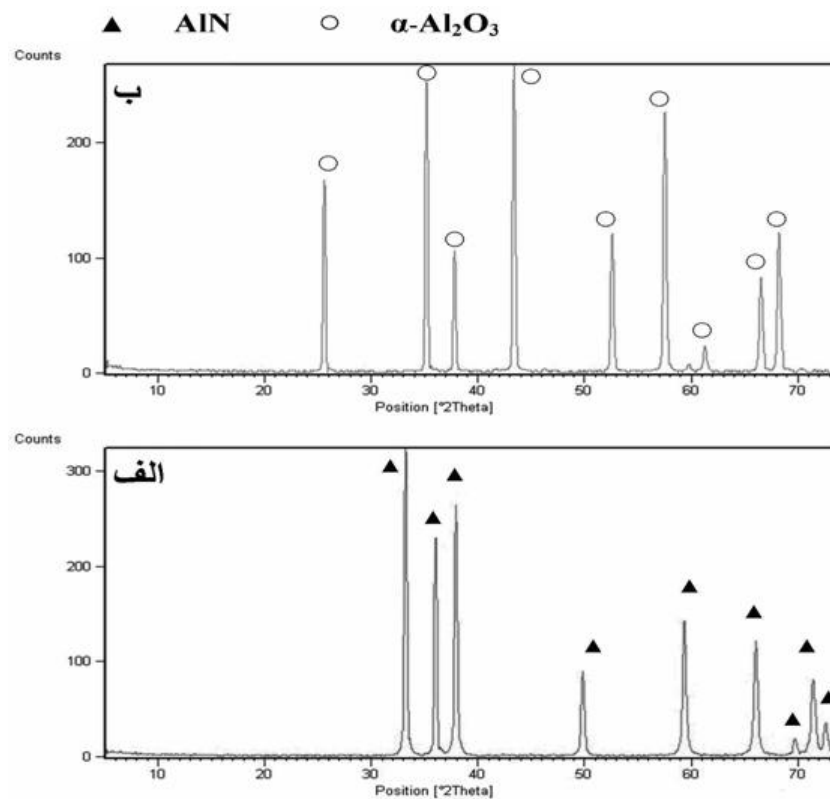 ▲ AlN ○ α-Al₂O₃
Counts
ب
200
100
0
10 20 30 40 50 60 70
Position [°2Theta]
Counts
الف
300
200
100
0
10 20 30 40 50 60 70
Position [°2Theta]